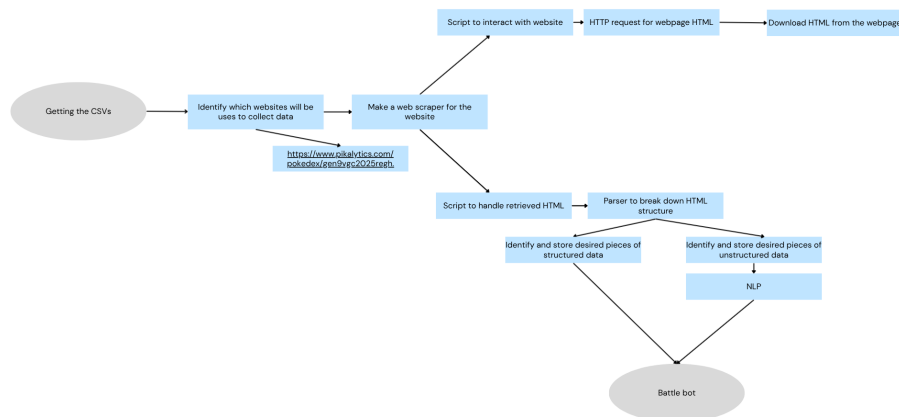 Script to interact with website
HTTP request for webpage HTML
Download HTML from the webpage
Getting the CSVs
Identify which websites will be
uses to collect data
Make a web scraper for the
website
https://www.pikalytics.com/
pokedex/gen9vgc2025regh.
Script to handle retrieved HTML
Parser to break down HTML
structure
Identify and store desired pieces of
structured data
Identify and store desired pieces of
unstructured data
NLP
Battle bot